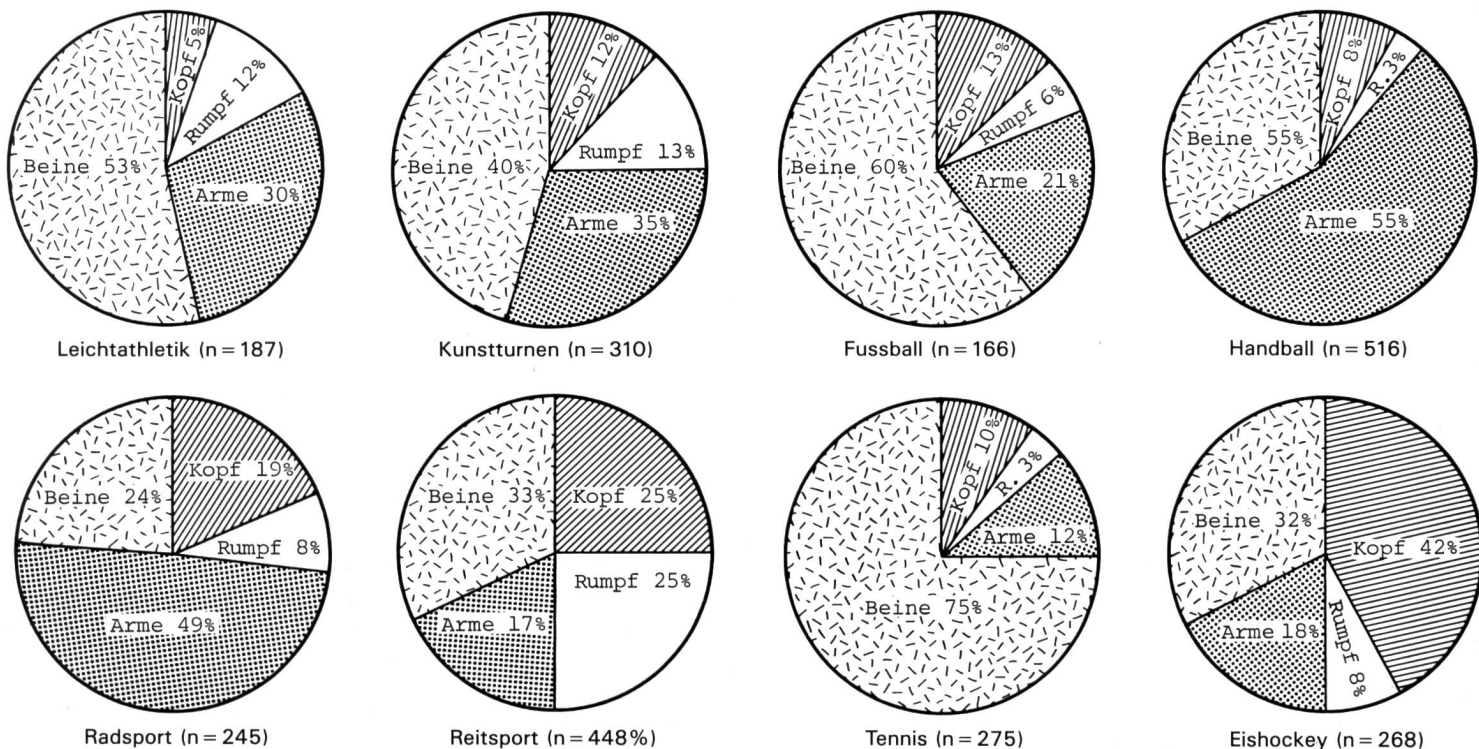 Kopf 5%
Rumpf 12%
Beine 53%
Arme 30%
Leichtathletik (n=187)
Kopf 12%
Rumpf 13%
Beine 40%
Arme 35%
Kunstturnen (n=310)
Kopf 13%
Rumpf 6%
Beine 60%
Arme 21%
Fussball (n=166)
Kopf 8%
R. 3%
Beine 55%
Arme 55%
Handball (n=516)
Kopf 19%
Beine 24%
Rumpf 8%
Arme 49%
Radsport (n=245)
Beine 33%
Kopf 25%
Rumpf 25%
Arme 17%
Reitsport (n=448%)
Kopf 10%
R. 3%
Arme 12%
Beine 75%
Tennis (n=275)
Beine 32%
Kopf 42%
Arme 18%
Rumpf 8%
Eishockey (n=268)